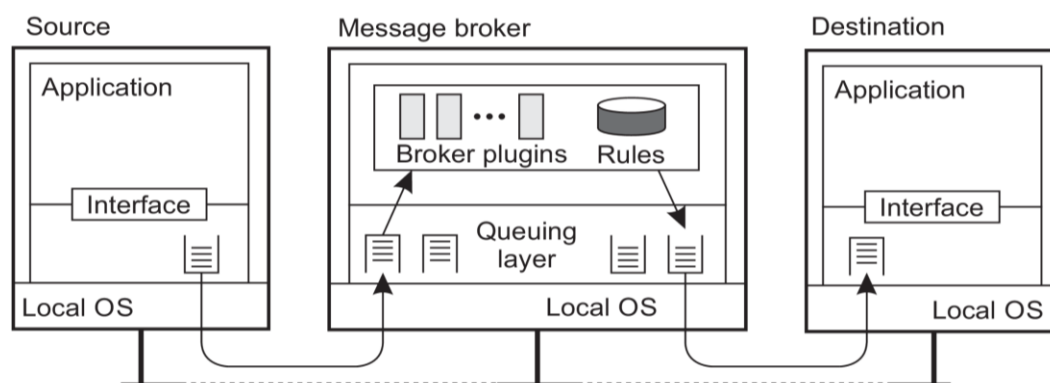 Source
Message broker
Destination
Application
Application
Broker plugins
Rules
Interface
Interface
Queuing
layer
Local OS
Local OS
Local OS